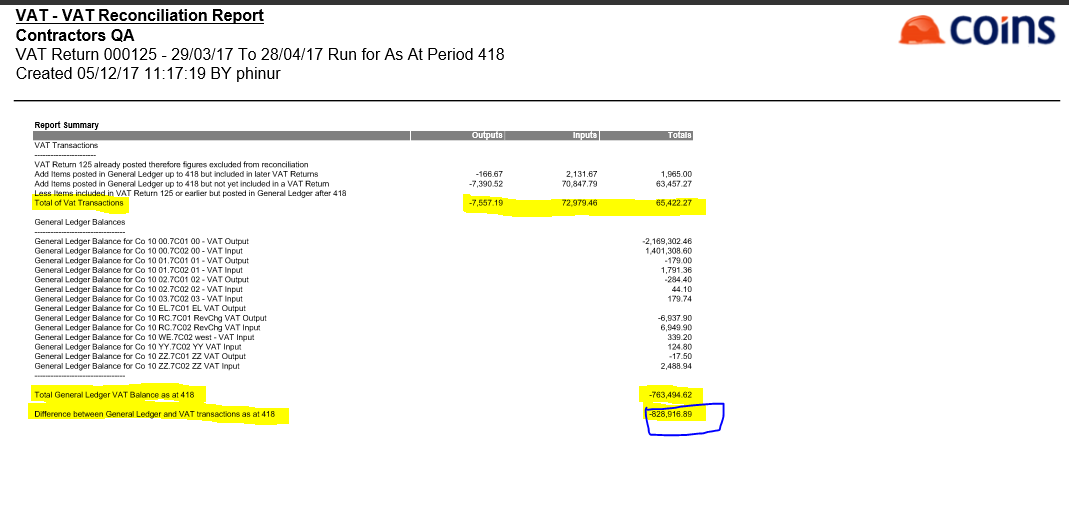 VAT - VAT Reconciliation Report
Contractors QA
VAT Return 000125 - 29/03/17 To 28/04/17 Run for As At Period 418
Created 05/12/17 11:17:19 BY phinur
coins
Report Summary
Outputs Inputs Totals
VAT Transactions
-----------------------
VAT Return 125 already posted therefore figures excluded from reconciliation
Add Items posted in General Ledger up to 418 but included in later VAT Returns -166.67 2,131.67 1,965.00
Add Items posted in General Ledger up to 418 but not yet included in a VAT Return -7,390.52 70,847.79 63,457.27
Less Items included in VAT Return 125 or earlier but posted in General Ledger after 418
Total of Vat Transactions -7,557.19 72,979.46 65,422.27
General Ledger Balances
----------------------------------
General Ledger Balance for Co 10 00.7C01 00 - VAT Output -2,169,302.46
General Ledger Balance for Co 10 00.7C02 00 - VAT Input 1,401,308.60
General Ledger Balance for Co 10 01.7C01 01 - VAT Output -179.00
General Ledger Balance for Co 10 01.7C02 01 - VAT Input 1,791.36
General Ledger Balance for Co 10 02.7C01 02 - VAT Output -284.40
General Ledger Balance for Co 10 02.7C02 02 - VAT Input 44.10
General Ledger Balance for Co 10 03.7C02 03 - VAT Input 179.74
General Ledger Balance for Co 10 EL.7C01 EL VAT Output
General Ledger Balance for Co 10 RC.7C01 RevChg VAT Output -6,937.90
General Ledger Balance for Co 10 RC.7C02 RevChg VAT Input 6,949.90
General Ledger Balance for Co 10 WE.7C02 west - VAT Input 339.20
General Ledger Balance for Co 10 YY.7C02 YY VAT Input 124.80
General Ledger Balance for Co 10 ZZ.7C01 ZZ VAT Output -17.50
General Ledger Balance for Co 10 ZZ.7C02 ZZ VAT Input 2,488.94
----------------------------------
Total General Ledger VAT Balance as at 418 -763,494.62
Difference between General Ledger and VAT transactions as at 418 -828,916.89